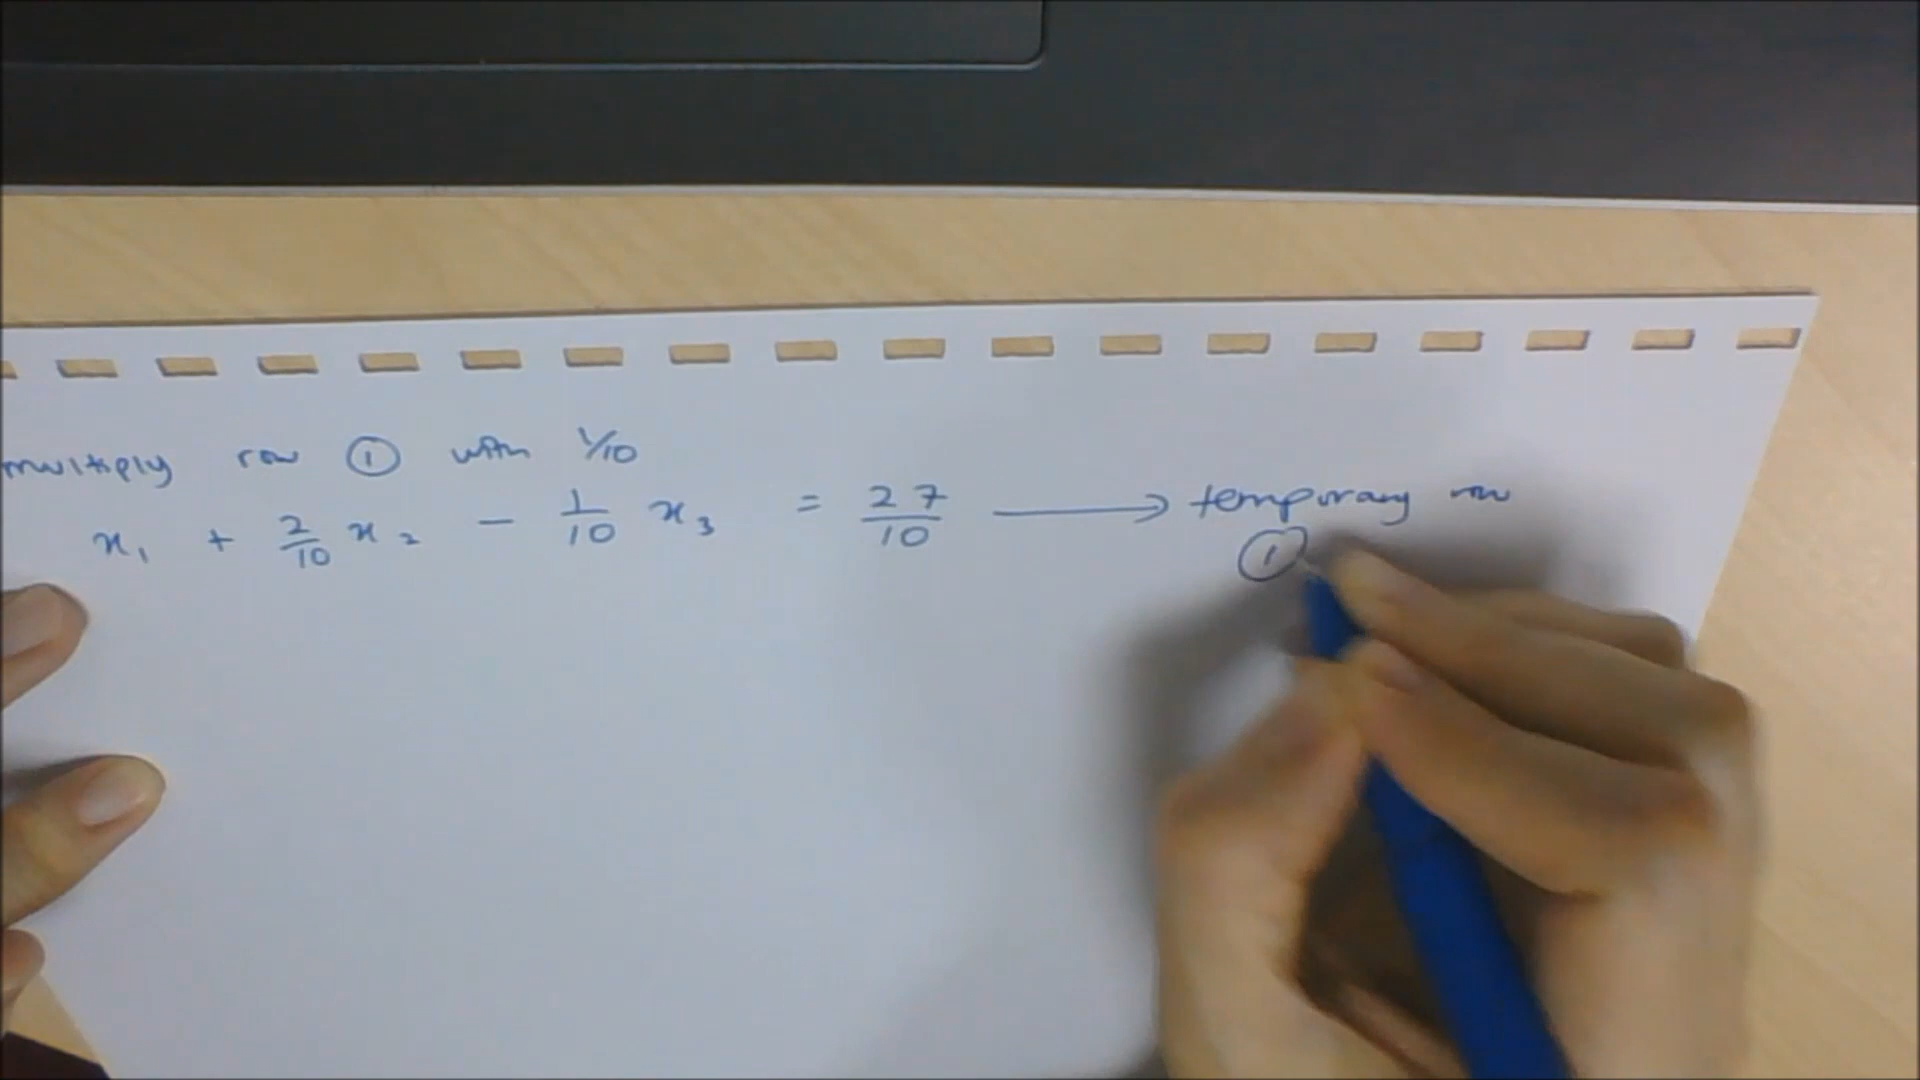 multiply row ① with 1/10
x₁ + 2/10 x₂ - 1/10 x₃ = 27/10 ⟶ temporary row
①